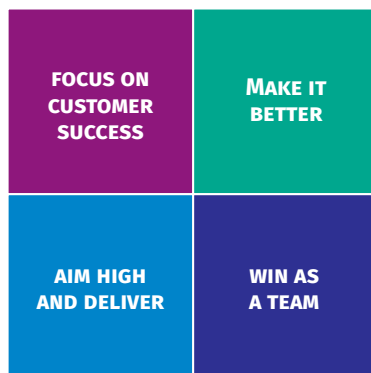 FOCUS ON
CUSTOMER
SUCCESS
MAKE IT
BETTER
AIM HIGH
AND DELIVER
WIN AS
A TEAM